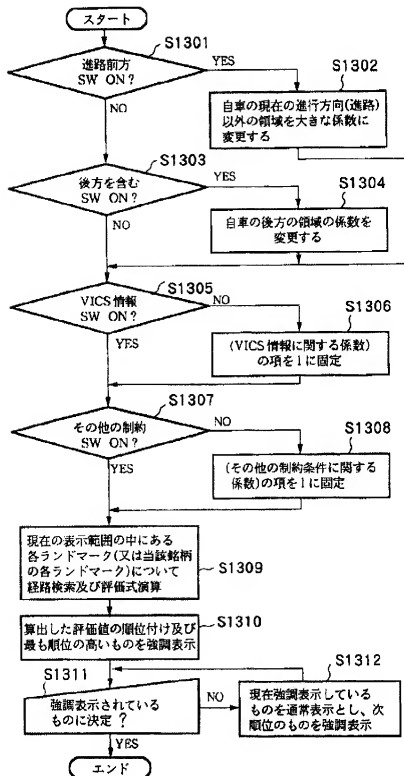 スタート
S1301
進路前方
SW ON？
YES
NO
S1302
自車の現在の進行方向(進路)
以外の領域を大きな係数に
変更する
S1303
後方を含む
SW ON？
YES
NO
S1304
自車の後方の領域の係数を
変更する
S1305
VICS情報
SW ON？
NO
YES
S1306
(VICS情報に関する係数)
の項を1に固定
S1307
その他の制約
SW ON？
NO
YES
S1308
(その他の制約条件に関する
係数)の項を1に固定
現在の表示範囲の中にある
各ランドマーク(又は当該銘柄
の各ランドマーク)について
経路検索及び評価式演算
S1309
S1310
算出した評価値の順位付け及び
最も順位の高いものを強調表示
S1311
強調表示されている
ものに決定？
NO
YES
S1312
現在強調表示している
ものを通常表示とし、次
順位のものを強調表示
エンド